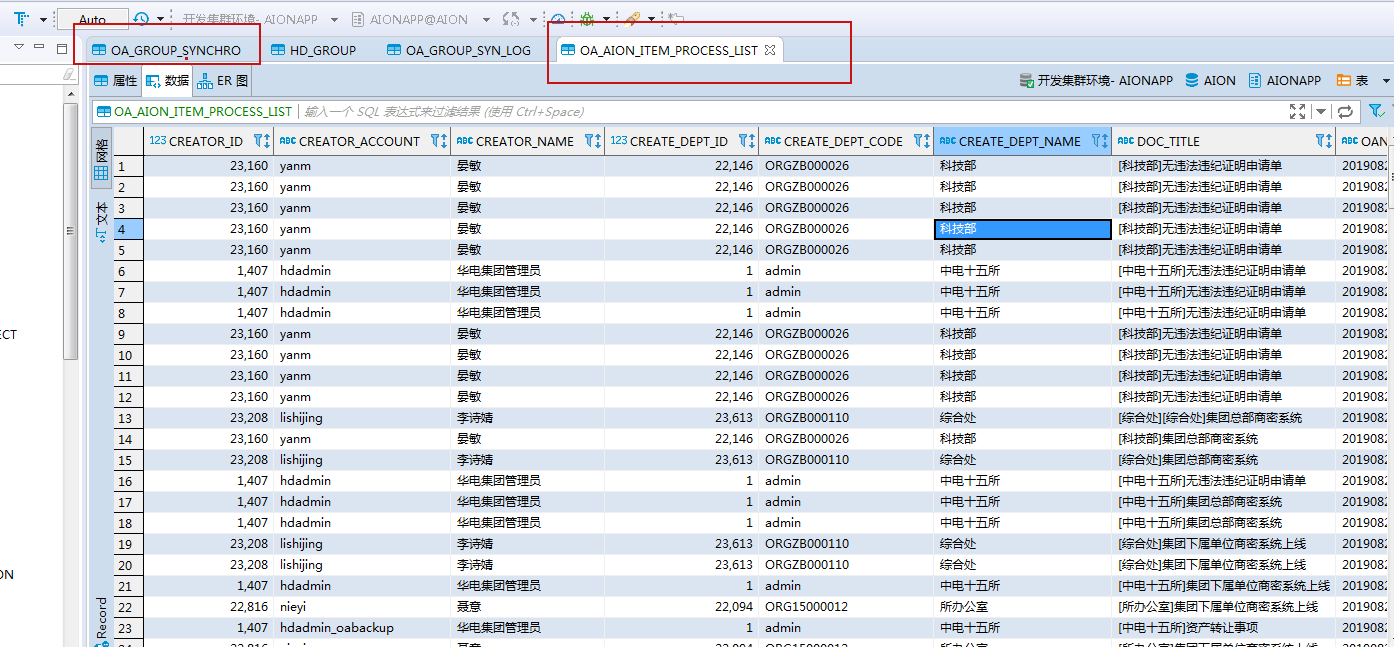 Auto 开发集群环境- AIONAPP AIONAPP@AION
OA_GROUP_SYNCHRO HD_GROUP OA_GROUP_SYN_LOG OA_AION_ITEM_PROCESS_LIST
属性 数据 ER 图 开发集群环境- AIONAPP AION AIONAPP 表
OA_AION_ITEM_PROCESS_LIST 输入一个 SQL 表达式来过滤结果 (使用 Ctrl+Space)
网格
文本
Record
ECT
ON
123 CREATOR_ID ABC CREATOR_ACCOUNT ABC CREATOR_NAME 123 CREATE_DEPT_ID ABC CREATE_DEPT_CODE ABC CREATE_DEPT_NAME ABC DOC_TITLE ABC OAN
1 23,160 yanm 晏敏 22,146 ORGZB000026 科技部 [科技部]无违法违纪证明申请单 201908
2 23,160 yanm 晏敏 22,146 ORGZB000026 科技部 [科技部]无违法违纪证明申请单 201908
3 23,160 yanm 晏敏 22,146 ORGZB000026 科技部 [科技部]无违法违纪证明申请单 201908
4 23,160 yanm 晏敏 22,146 ORGZB000026 科技部 [科技部]无违法违纪证明申请单 201908
5 23,160 yanm 晏敏 22,146 ORGZB000026 科技部 [科技部]无违法违纪证明申请单 201908
6 1,407 hdadmin 华电集团管理员 1 admin 中电十五所 [中电十五所]无违法违纪证明申请单 201908
7 1,407 hdadmin 华电集团管理员 1 admin 中电十五所 [中电十五所]无违法违纪证明申请单 201908
8 1,407 hdadmin 华电集团管理员 1 admin 中电十五所 [中电十五所]无违法违纪证明申请单 201908
9 23,160 yanm 晏敏 22,146 ORGZB000026 科技部 [科技部]无违法违纪证明申请单 201908
10 23,160 yanm 晏敏 22,146 ORGZB000026 科技部 [科技部]无违法违纪证明申请单 201908
11 23,160 yanm 晏敏 22,146 ORGZB000026 科技部 [科技部]无违法违纪证明申请单 201908
12 23,160 yanm 晏敏 22,146 ORGZB000026 科技部 [科技部]无违法违纪证明申请单 201908
13 23,208 lishijing 李诗婧 23,613 ORGZB000110 综合处 [综合处][综合处]集团总部商密系统 201908
14 23,160 yanm 晏敏 22,146 ORGZB000026 科技部 [科技部]集团总部商密系统 201908
15 23,208 lishijing 李诗婧 23,613 ORGZB000110 综合处 [综合处]集团总部商密系统 201908
16 1,407 hdadmin 华电集团管理员 1 admin 中电十五所 [中电十五所]无违法违纪证明申请单 201908
17 1,407 hdadmin 华电集团管理员 1 admin 中电十五所 [中电十五所]集团总部商密系统 201908
18 1,407 hdadmin 华电集团管理员 1 admin 中电十五所 [中电十五所]集团总部商密系统 201908
19 23,208 lishijing 李诗婧 23,613 ORGZB000110 综合处 [综合处]集团下属单位商密系统上线 201908
20 23,208 lishijing 李诗婧 23,613 ORGZB000110 综合处 [综合处]集团下属单位商密系统上线 201908
21 1,407 hdadmin 华电集团管理员 1 admin 中电十五所 [中电十五所]集团下属单位商密系统上线 201908
22 22,816 nieyi 聂意 22,094 ORG15000012 所办公室 [所办公室]集团下属单位商密系统上线 201908
23 1,407 hdadmin_oabackup 华电集团管理员 1 admin 中电十五所 [中电十五所]资产转让事项 201908